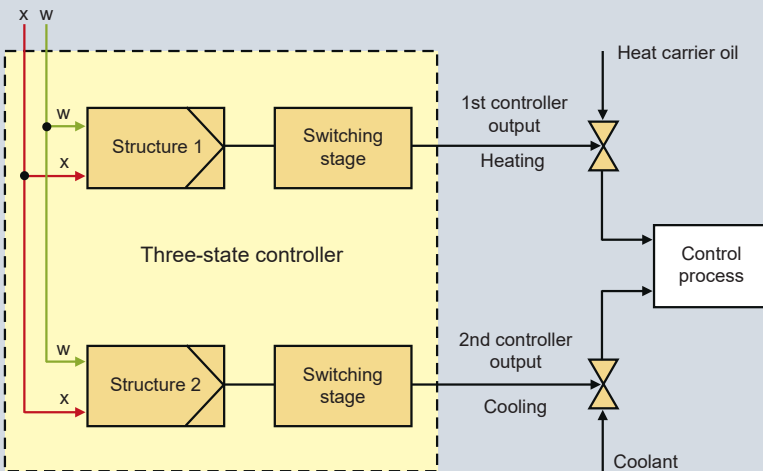 x w
Heat carrier oil
w
Structure 1
x
Switching
stage
1st controller
output
Heating
Three-state controller
Control
process
w
Structure 2
x
Switching
stage
2nd controller
output
Cooling
Coolant